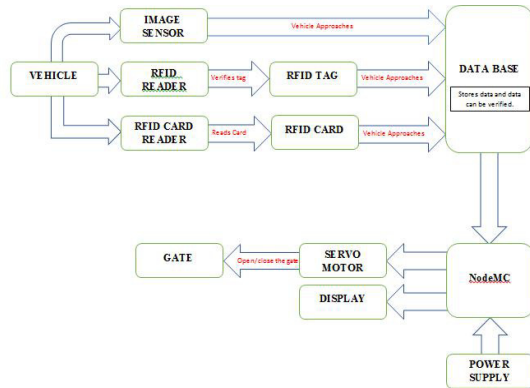 IMAGE
SENSOR
Vehicle Approaches
DATA BASE
Stores data and data
can be verified.
VEHICLE
RFID
READER
Verifies tag
RFID TAG
Vehicle Approaches
RFID CARD
READER
Reads Card
RFID CARD
Vehicle Approaches
GATE
Open/close the gate
SERVO
MOTOR
DISPLAY
NodeMC
POWER
SUPPLY